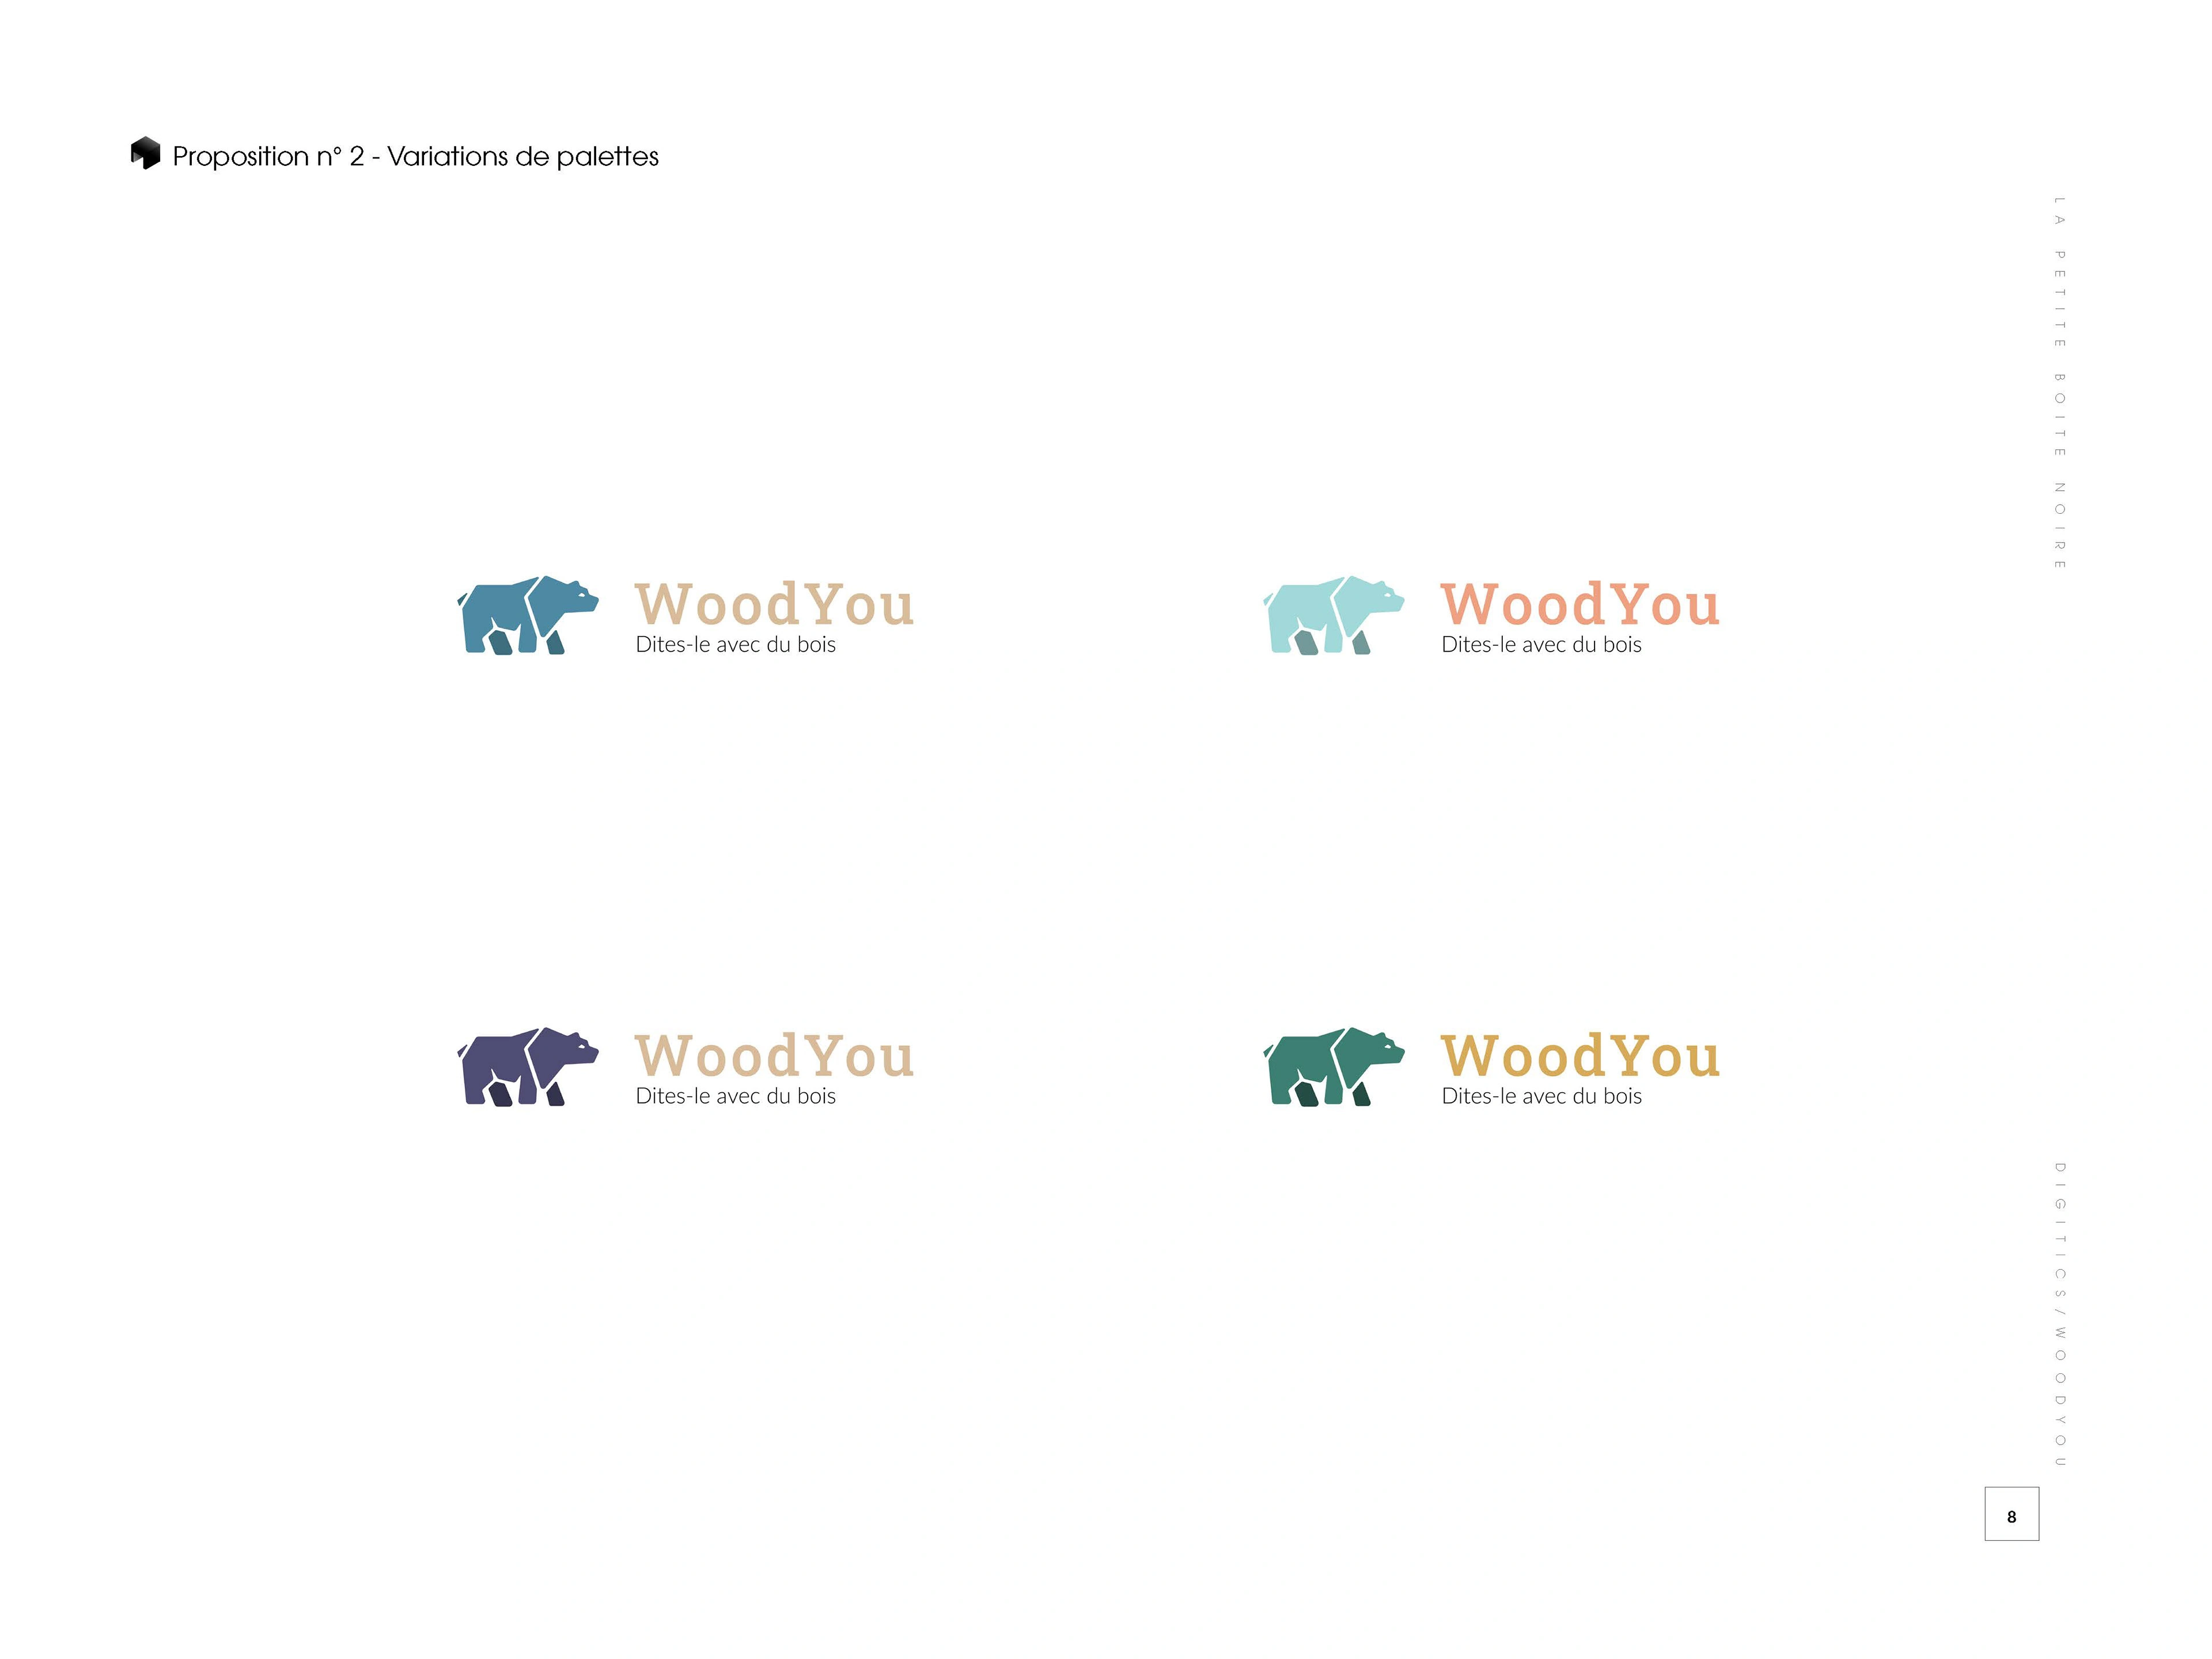 Proposition n° 2 - Variations de palettes
LA PETITE BOITE NOIRE
WoodYou
Dites-le avec du bois
WoodYou
Dites-le avec du bois
WoodYou
Dites-le avec du bois
WoodYou
Dites-le avec du bois
DIGITICS/WOODYOU
8